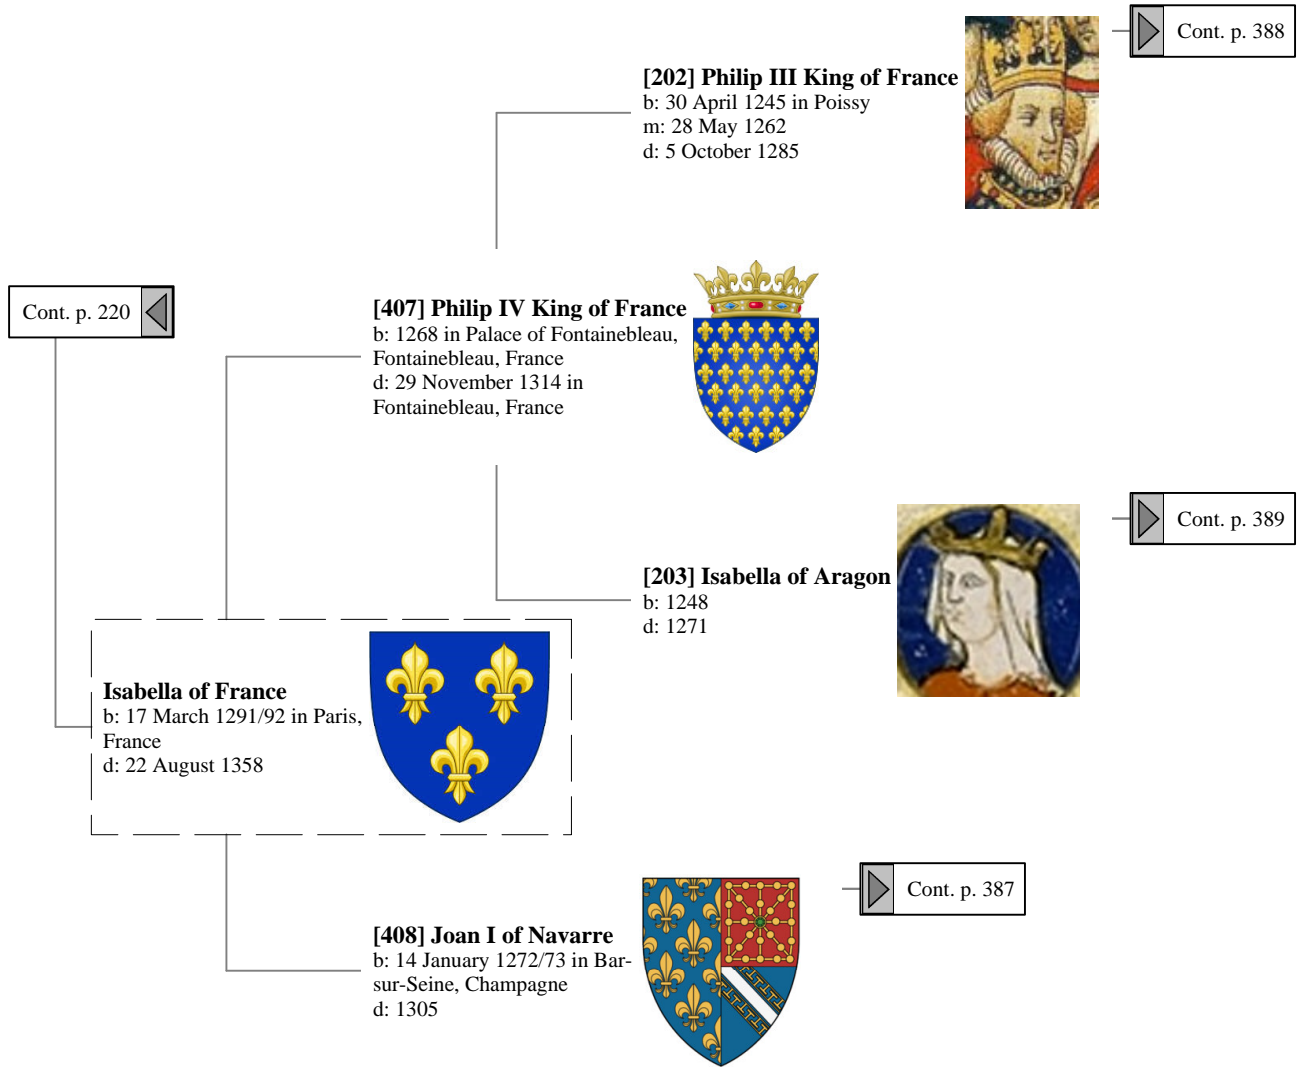 Cont. p. 388
[202] Philip III King of France
b: 30 April 1245 in Poissy
m: 28 May 1262
d: 5 October 1285
Cont. p. 220
[407] Philip IV King of France
b: 1268 in Palace of Fontainebleau,
Fontainebleau, France
d: 29 November 1314 in
Fontainebleau, France
Cont. p. 389
[203] Isabella of Aragon
b: 1248
d: 1271
Isabella of France
b: 17 March 1291/92 in Paris,
France
d: 22 August 1358
Cont. p. 387
[408] Joan I of Navarre
b: 14 January 1272/73 in Bar-
sur-Seine, Champagne
d: 1305